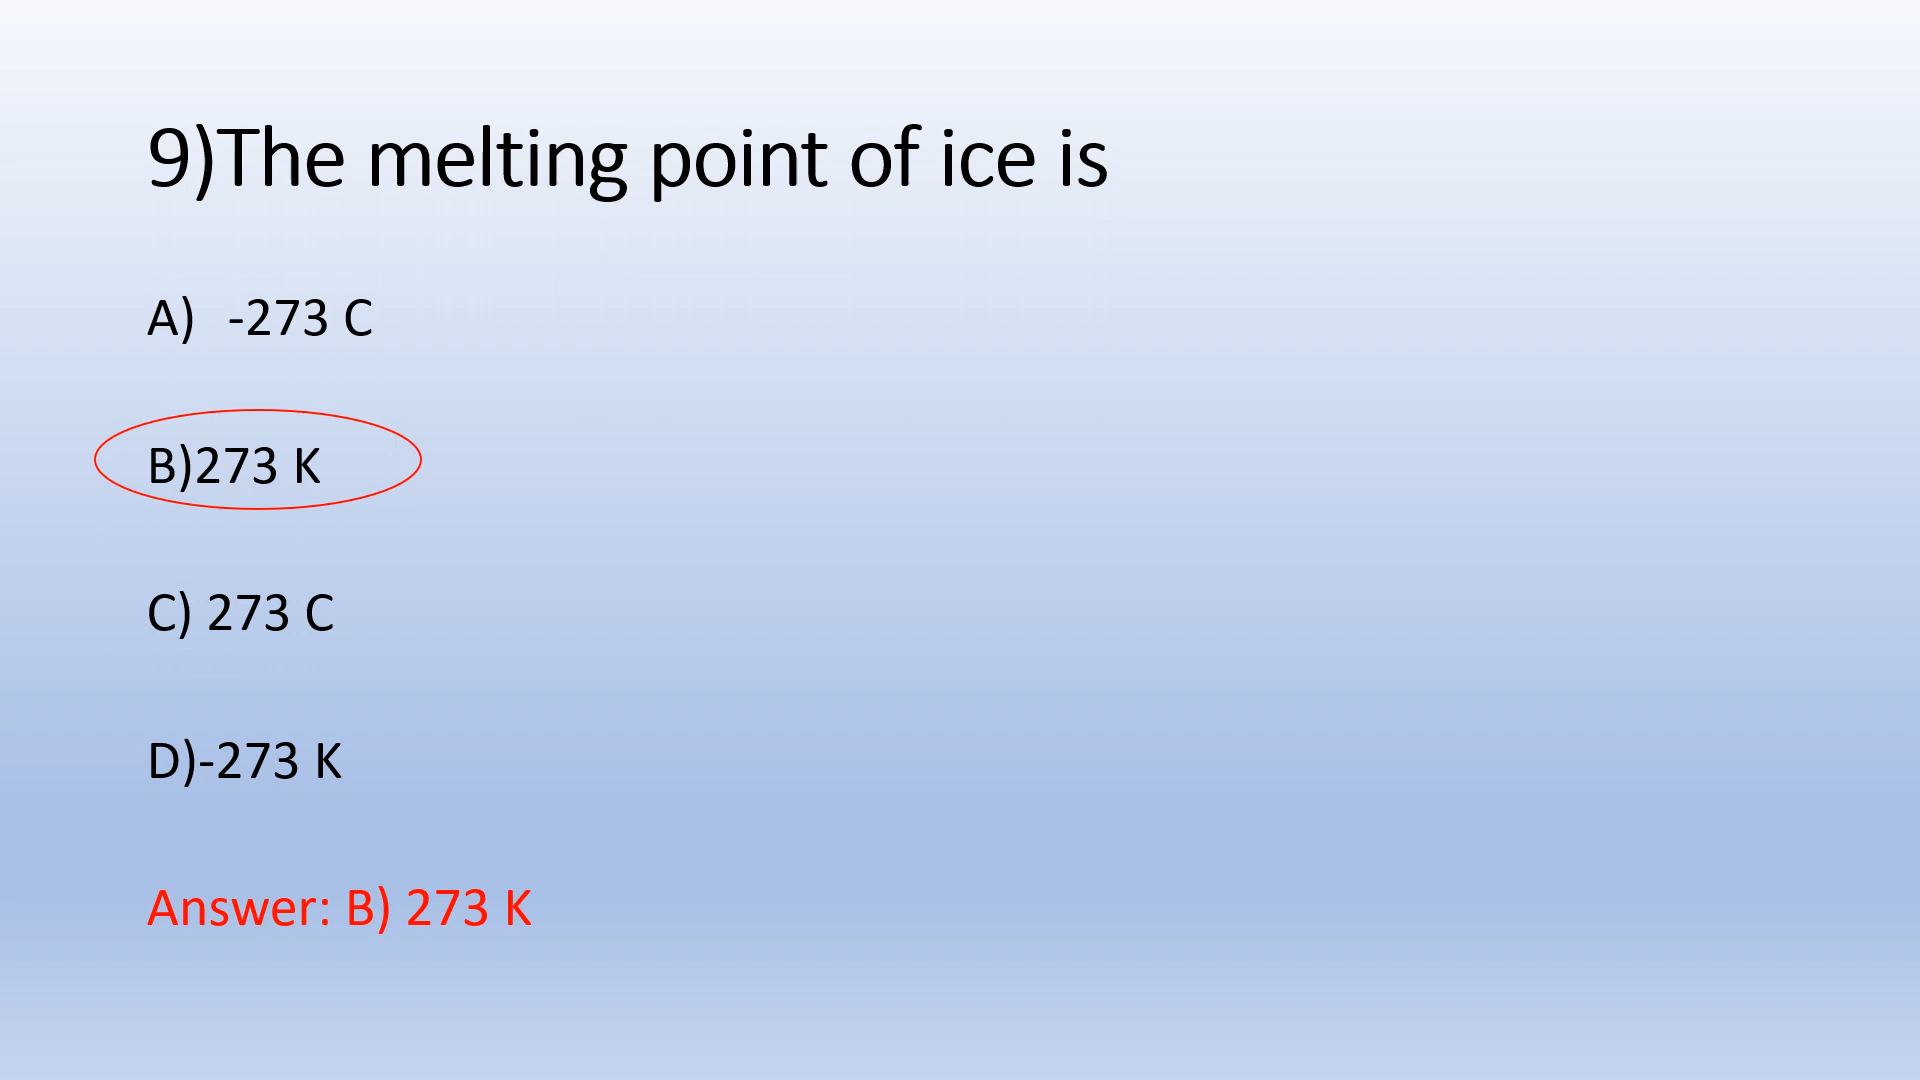 9)The melting point of ice is
A) -273 C
B)273 K
C) 273 C
D)-273 K
Answer: B) 273 K